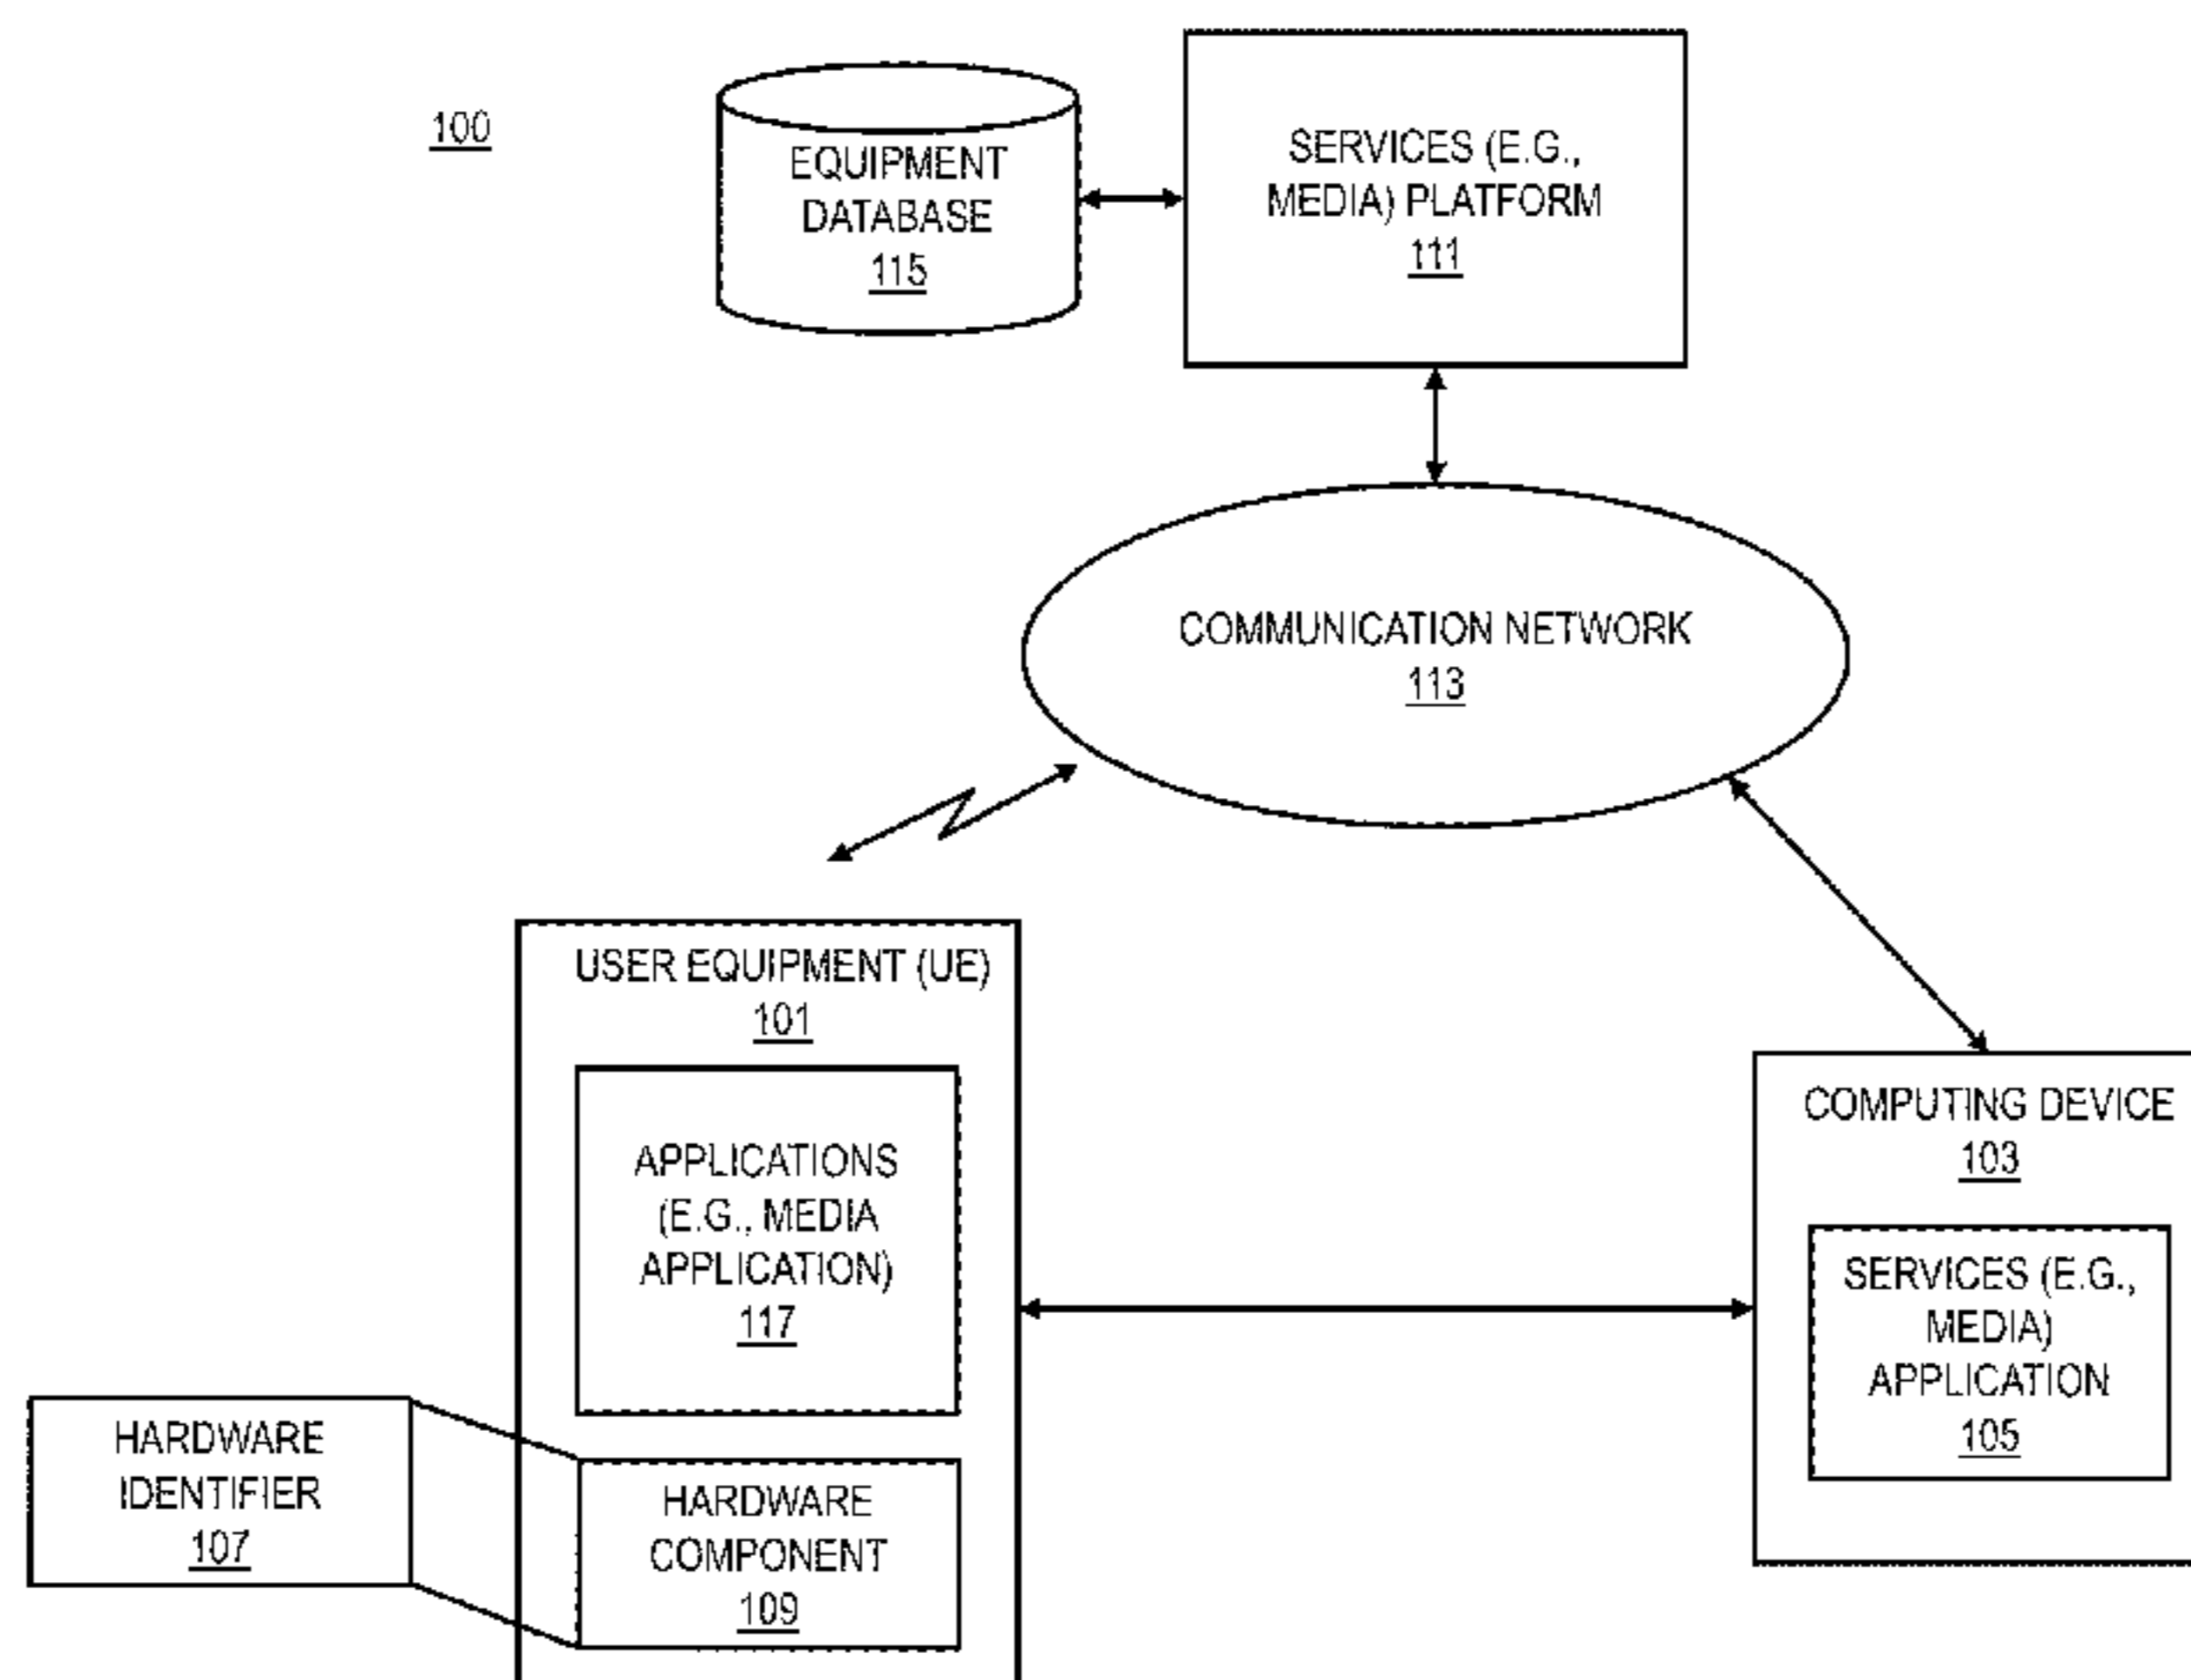 100
EQUIPMENT
DATABASE
115
SERVICES (E.G.,
MEDIA) PLATFORM
111
COMMUNICATION NETWORK
113
USER EQUIPMENT (UE)
101
APPLICATIONS
(E.G., MEDIA
APPLICATION)
117
HARDWARE
IDENTIFIER
107
HARDWARE
COMPONENT
109
COMPUTING DEVICE
103
SERVICES (E.G.,
MEDIA)
APPLICATION
105